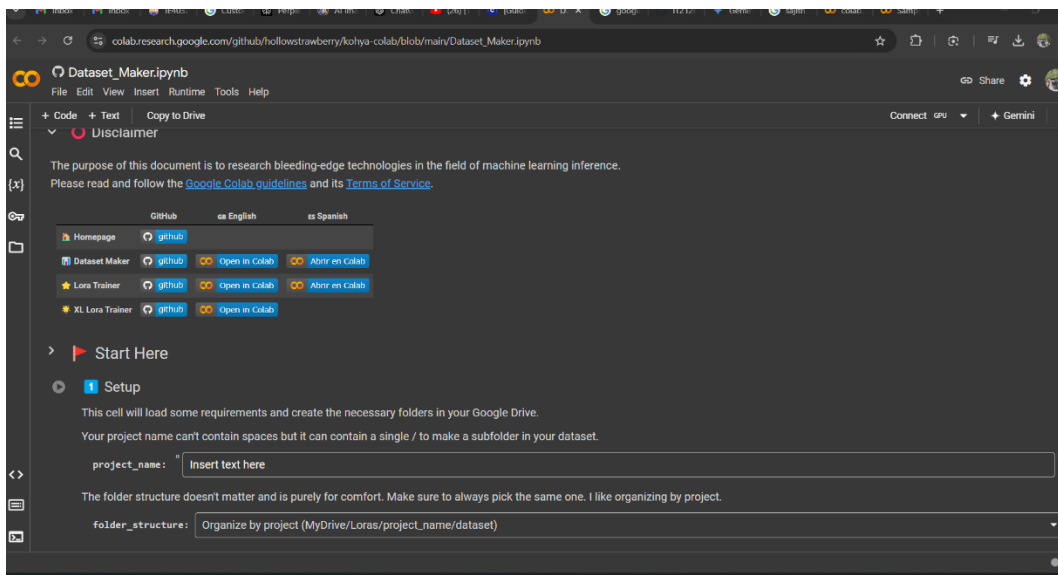 colab.research.google.com/github/hollowstrawberry/kohya-colab/blob/main/Dataset_Maker.ipynb
Dataset_Maker.ipynb
Share
File Edit View Insert Runtime Tools Help
+ Code + Text Copy to Drive
Connect GPU
Gemini
Disclaimer
The purpose of this document is to research bleeding-edge technologies in the field of machine learning inference.
Please read and follow the Google Colab guidelines and its Terms of Service.
GitHub GB English ES Spanish
Homepage github
Dataset Maker github Open in Colab Abrir en Colab
Lora Trainer github Open in Colab Abrir en Colab
XL Lora Trainer github Open in Colab
Start Here
1 Setup
This cell will load some requirements and create the necessary folders in your Google Drive.
Your project name can't contain spaces but it can contain a single / to make a subfolder in your dataset.
project_name: " Insert text here
The folder structure doesn't matter and is purely for comfort. Make sure to always pick the same one. I like organizing by project.
folder_structure: Organize by project (MyDrive/Loras/project_name/dataset)